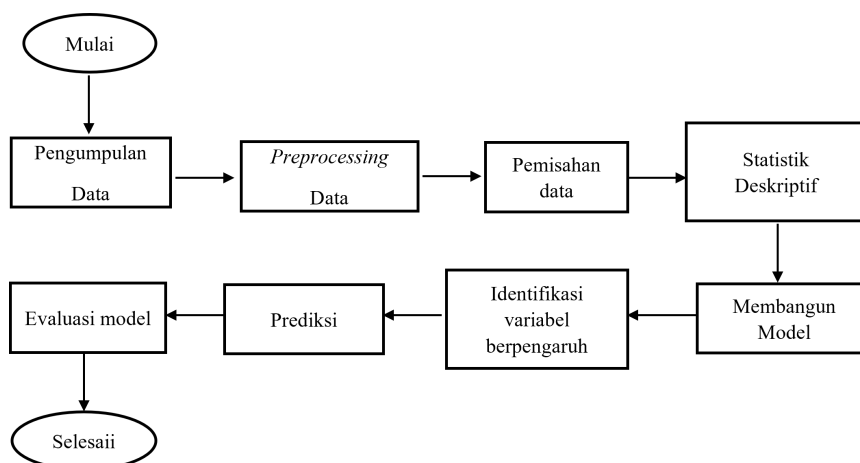 Mulai
Pengumpulan
Data
Preprocessing
Data
Pemisahan
data
Statistik
Deskriptif
Membangun
Model
Identifikasi
variabel
berpengaruh
Prediksi
Evaluasi model
Selesaii